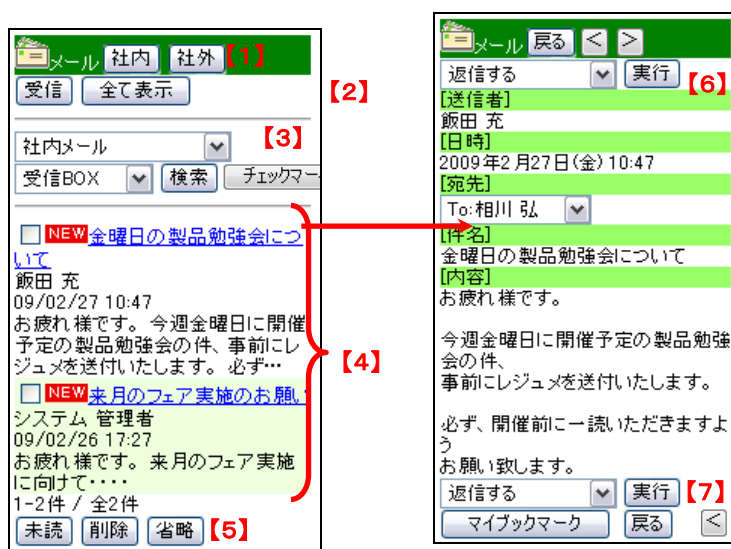 メール 社内 社外 【1】
受信 全て表示
【2】
社内メール
【3】
受信BOX 検索 チェックマー
NEW 金曜日の製品勉強会につ
いて
飯田 充
09/02/27 10:47
お疲れ様です。今週金曜日に開催
予定の製品勉強会の件、事前にレ
ジュメを送付いたします。必ず…
【4】
NEW 来月のフェア実施のお願い
システム 管理者
09/02/26 17:27
お疲れ様です。来月のフェア実施
に向けて・・・・
1-2件 / 全2件
未読 削除 省略 【5】
メール 戻る < >
返信する 実行 【6】
[送信者]
飯田 充
[日時]
2009年2月27日(金) 10:47
[宛先]
To:相川 弘
[件名]
金曜日の製品勉強会について
[内容]
お疲れ様です。
今週金曜日に開催予定の製品勉強
会の件、
事前にレジュメを送付いたします。
必ず、開催前に一読いただきますよ
う
お願い致します。
返信する 実行 【7】
マイブックマーク 戻る <